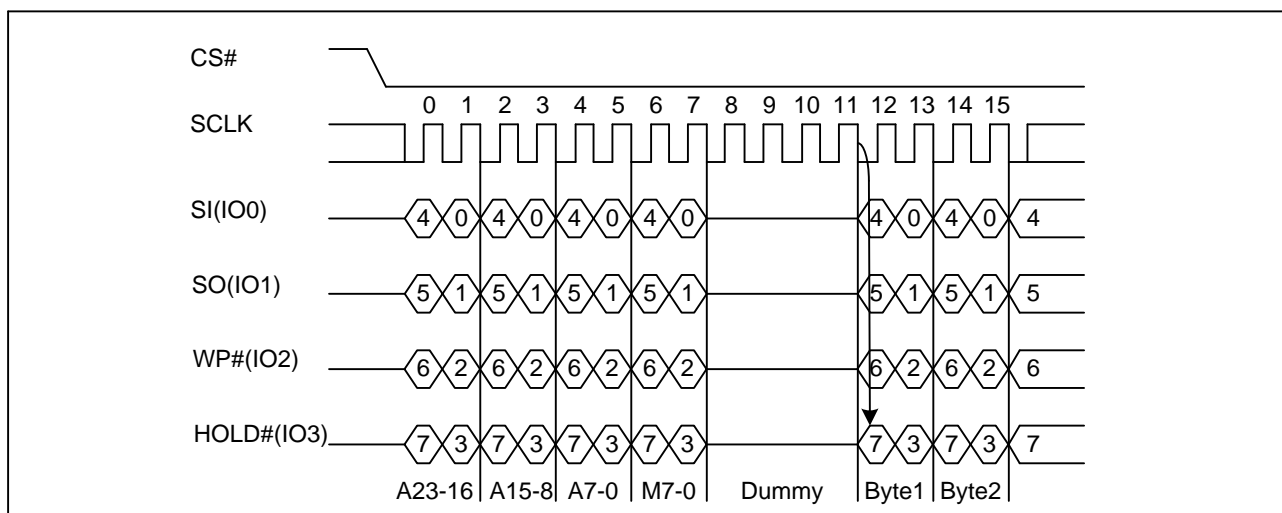 CS#
0 1 2 3 4 5 6 7 8 9 10 11 12 13 14 15
SCLK
SI(IO0) 4 0 4 0 4 0 4 0 4 0 4 0 4
SO(IO1) 5 1 5 1 5 1 5 1 5 1 5 1 5
WP#(IO2) 6 2 6 2 6 2 6 2 6 2 6 2 6
HOLD#(IO3) 7 3 7 3 7 3 7 3 7 3 7 3 7
A23-16 A15-8 A7-0 M7-0 Dummy Byte1 Byte2